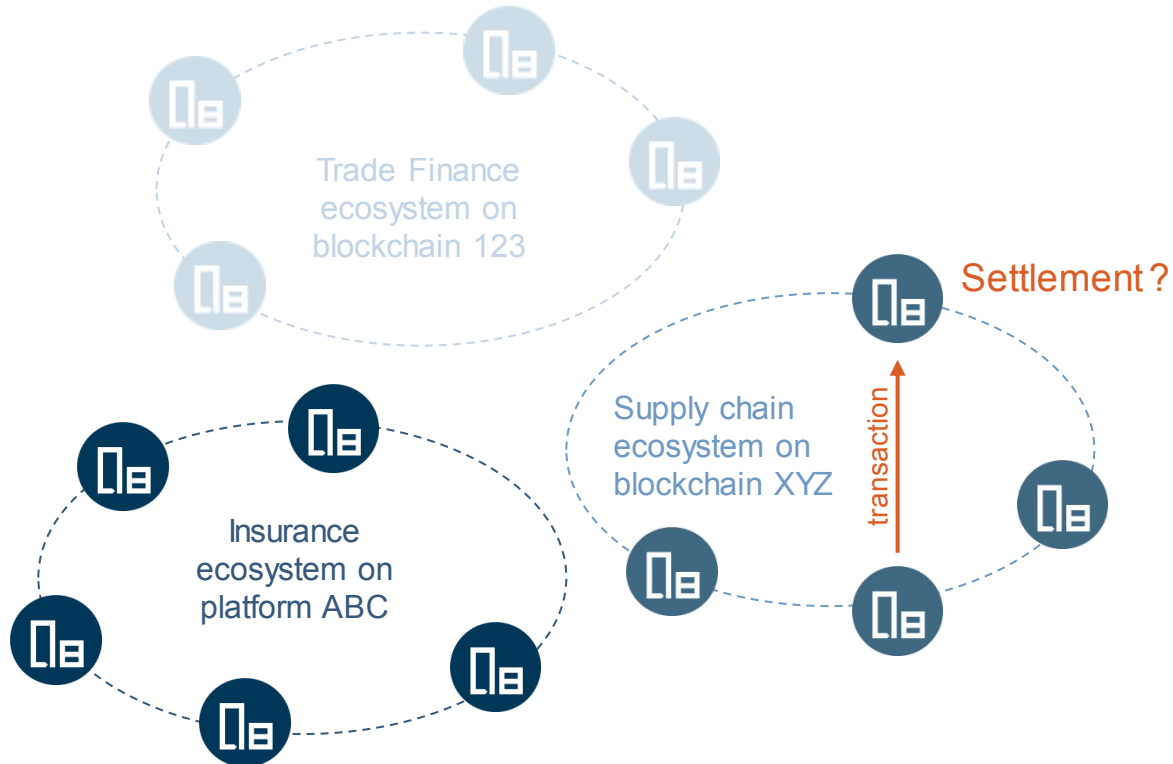 Trade Finance
ecosystem on
blockchain 123
Settlement?
Supply chain
ecosystem on
blockchain XYZ
transaction
Insurance
ecosystem on
platform ABC